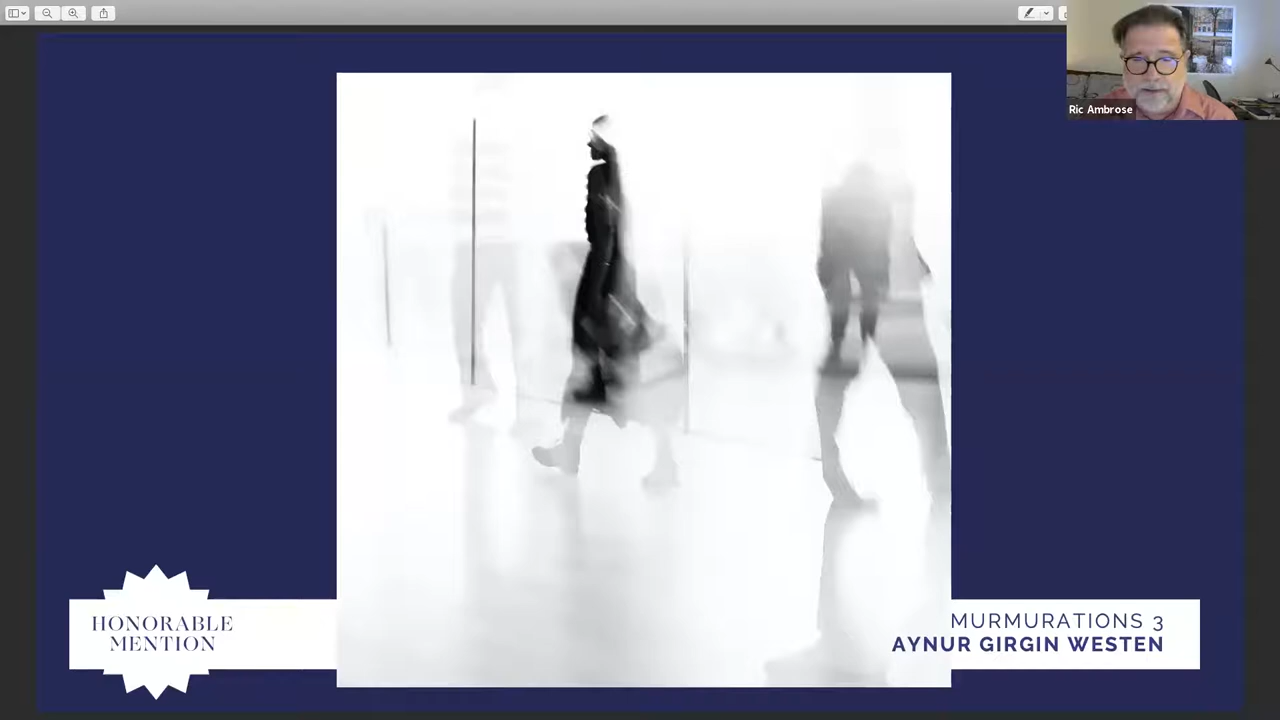 Ric Ambrose
HONORABLE
MENTION
MURMURATIONS 3
AYNUR GIRGIN WESTEN